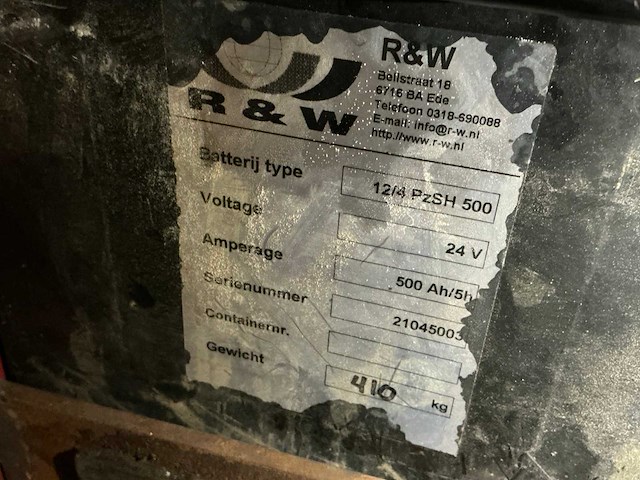 R&W
R & W
Bellstraat 18
6716 BA Ede
Telefoon 0318-690088
E-mail: info@r-w.nl
http://www.r-w.nl
Batterij type 12/4 PzSH 500
Voltage 24 V
Amperage 500 Ah/5H
Serienummer 21045003
Containernr.
Gewicht 410 kg